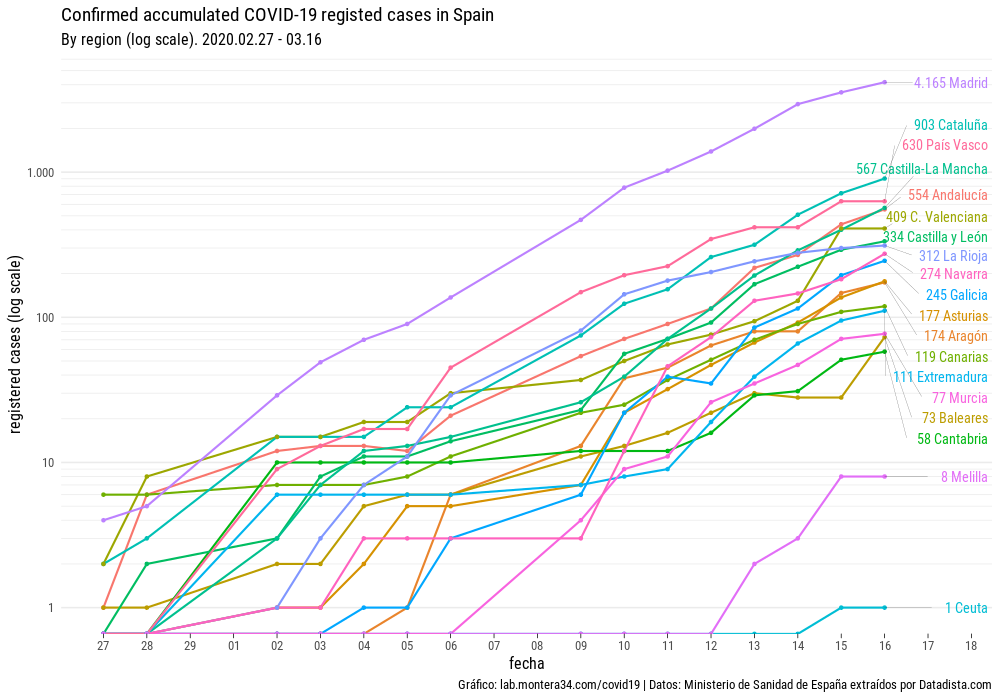 Confirmed accumulated COVID-19 registed cases in Spain
By region (log scale). 2020.02.27 - 03.16
registered cases (log scale)
1.000
100
10
1
4.165 Madrid
903 Cataluña
630 País Vasco
567 Castilla-La Mancha
554 Andalucía
409 C. Valenciana
334 Castilla y León
312 La Rioja
274 Navarra
245 Galicia
177 Asturias
174 Aragón
119 Canarias
111 Extremadura
77 Murcia
73 Baleares
58 Cantabria
8 Melilla
1 Ceuta
27 28 29 01 02 03 04 05 06 07 08 09 10 11 12 13 14 15 16 17 18
fecha
Gráfico: lab.montera34.com/covid19 | Datos: Ministerio de Sanidad de España extraídos por Datadista.com